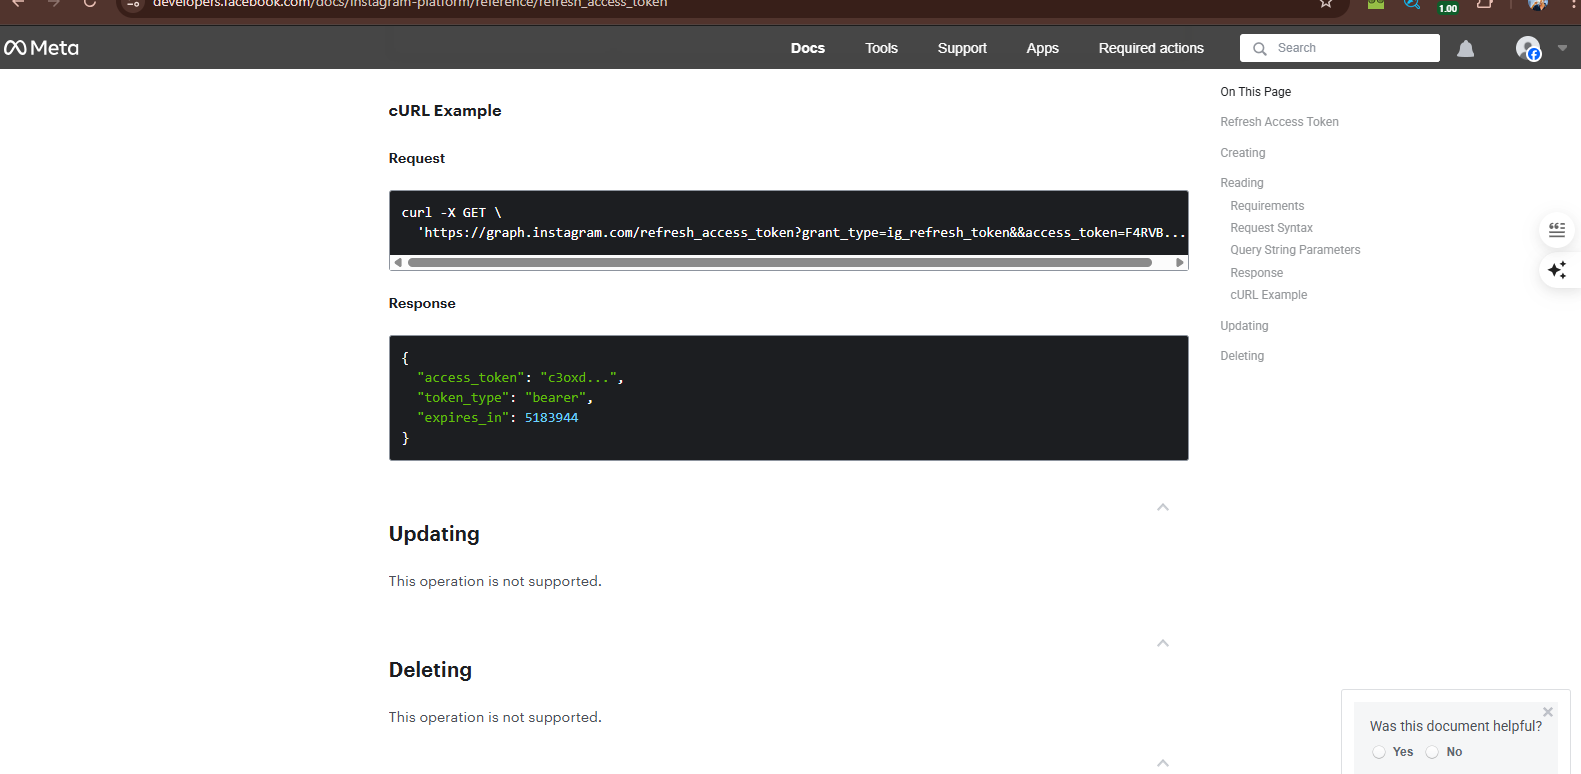 developers.facebook.com/docs/instagram-platform/reference/refresh_access_token
1.00
Meta
Docs
Tools
Support
Apps
Required actions
Search
cURL Example
Request
curl -X GET \
'https://graph.instagram.com/refresh_access_token?grant_type=ig_refresh_token&&access_token=F4RVB...
Response
{
"access_token": "c3oxd...",
"token_type": "bearer",
"expires_in": 5183944
}
Updating
This operation is not supported.
Deleting
This operation is not supported.
On This Page
Refresh Access Token
Creating
Reading
Requirements
Request Syntax
Query String Parameters
Response
cURL Example
Updating
Deleting
Was this document helpful?
Yes
No